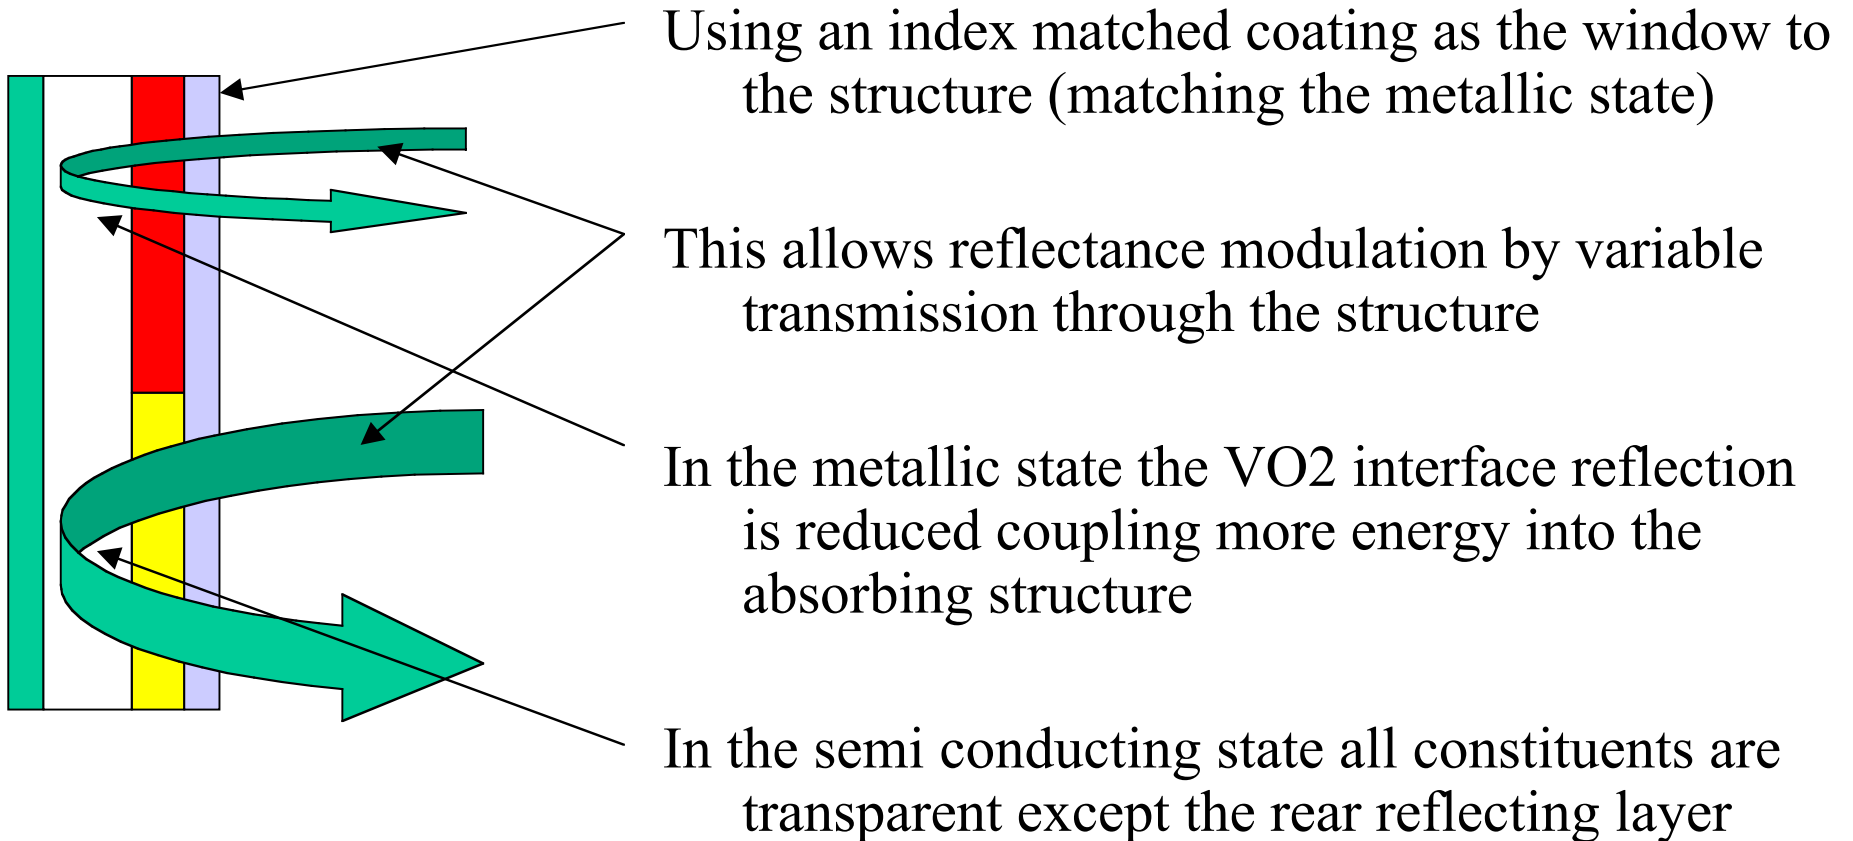 Using an index matched coating as the window to
the structure (matching the metallic state)
This allows reflectance modulation by variable
transmission through the structure
In the metallic state the VO2 interface reflection
is reduced coupling more energy into the
absorbing structure
In the semi conducting state all constituents are
transparent except the rear reflecting layer